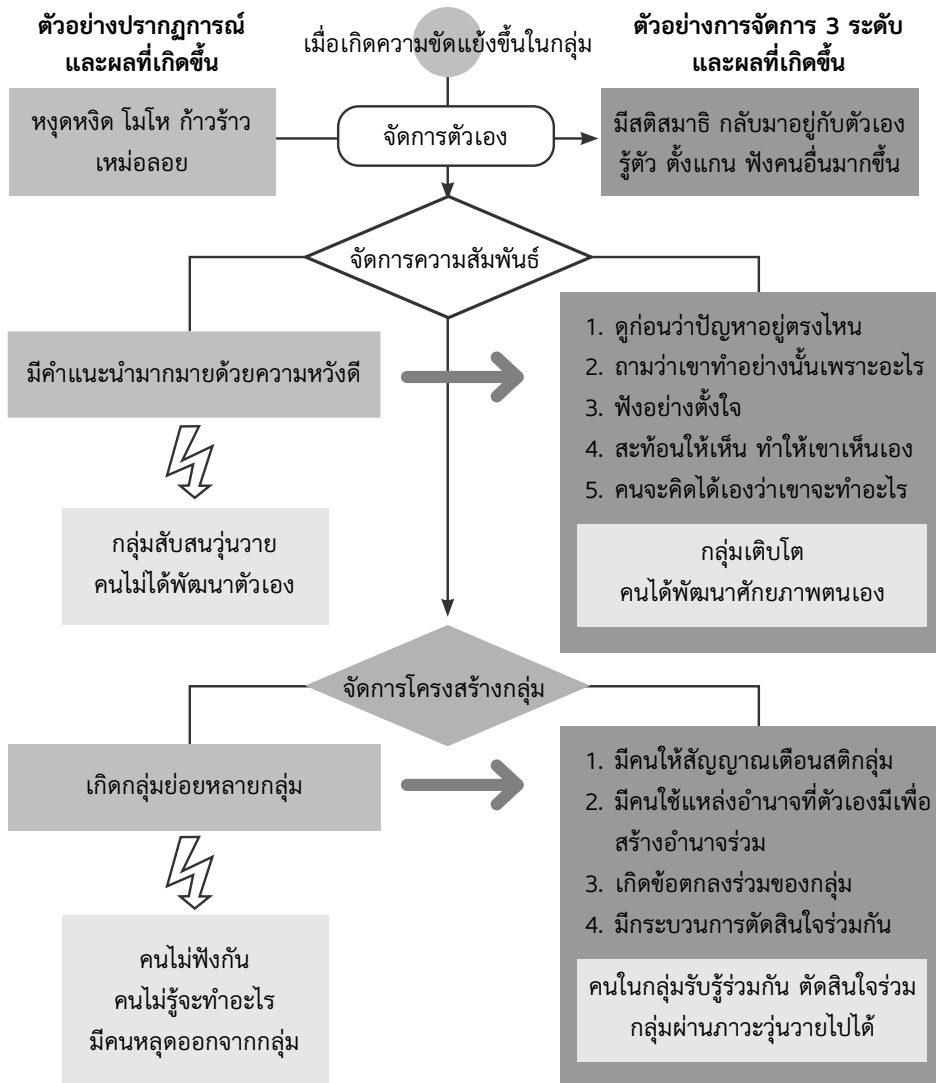 ตัวอย่างปรากฏการณ์
และผลที่เกิดขึ้น
เมื่อเกิดความขัดแย้งขึ้นในกลุ่ม
ตัวอย่างการจัดการ 3 ระดับ
และผลที่เกิดขึ้น
หงุดหงิด โมโห ก้าวร้าว
เหม่อลอย
จัดการตัวเอง
มีสติสมาธิ กลับมาอยู่กับตัวเอง
รู้ตัว ตั้งแกน ฟังคนอื่นมากขึ้น
จัดการความสัมพันธ์
มีคำแนะนำมากมายด้วยความหวังดี
กลุ่มสับสนวุ่นวาย
คนไม่ได้พัฒนาตัวเอง
1. ดูก่อนว่าปัญหาอยู่ตรงไหน
2. ถามว่าเขาทำอย่างนั้นเพราะอะไร
3. ฟังอย่างตั้งใจ
4. สะท้อนให้เห็น ทำให้เขาเห็นเอง
5. คนจะคิดได้เองว่าเขาจะทำอะไร
กลุ่มเติบโต
คนได้พัฒนาศักยภาพตนเอง
จัดการโครงสร้างกลุ่ม
เกิดกลุ่มย่อยหลายกลุ่ม
คนไม่ฟังกัน
คนไม่รู้จะทำอะไร
มีคนหลุดออกจากกลุ่ม
1. มีคนให้สัญญาณเตือนสติกลุ่ม
2. มีคนใช้แหล่งอำนาจที่ตัวเองมีเพื่อ
สร้างอำนาจร่วม
3. เกิดข้อตกลงร่วมของกลุ่ม
4. มีกระบวนการตัดสินใจร่วมกัน
คนในกลุ่มรับรู้ร่วมกัน ตัดสินใจร่วม
กลุ่มผ่านภาวะวุ่นวายไปได้